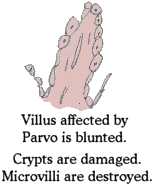 Villus affected by
Parvo is blunted.
Crypts are damaged.
Microvilli are destroyed.